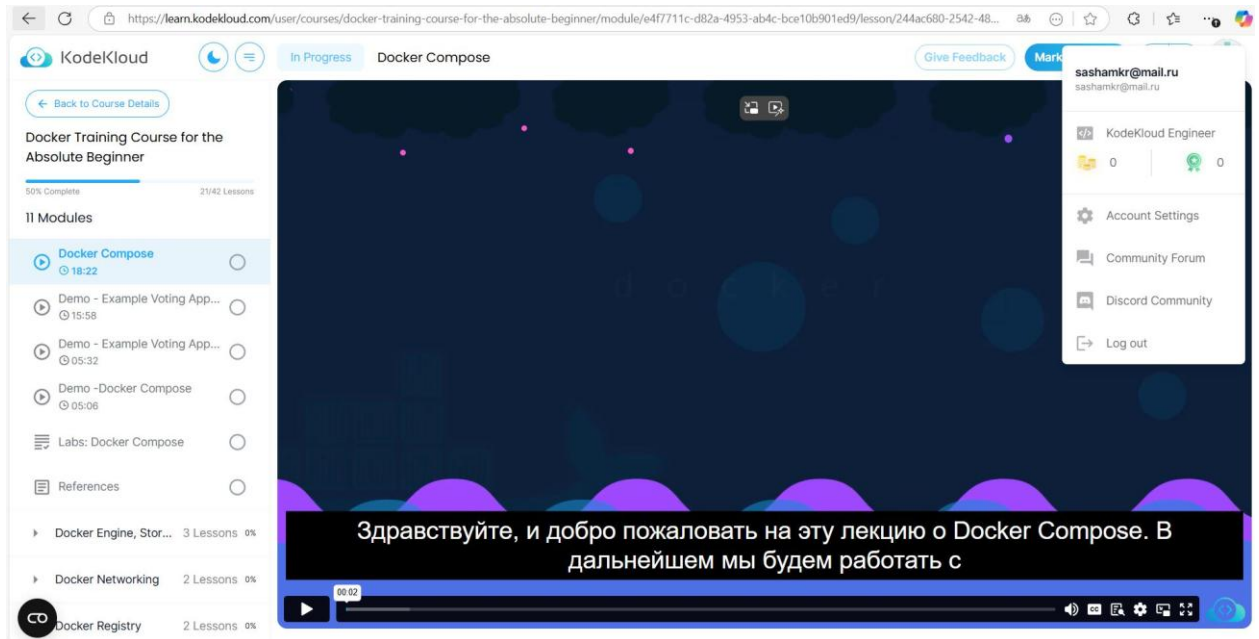 https://learn.kodekloud.com/user/courses/docker-training-course-for-the-absolute-beginner/module/e4f7711c-d82a-4953-ab4c-bce10b901ed9/lesson/244ac680-2542-48...
KodeKloud
In Progress
Docker Compose
Give Feedback
Mark
← Back to Course Details
Docker Training Course for the
Absolute Beginner
50% Complete
21/42 Lessons
11 Modules
Docker Compose
18:22
Demo - Example Voting App...
15:58
Demo - Example Voting App...
05:32
Demo -Docker Compose
05:06
Labs: Docker Compose
References
Docker Engine, Stor... 3 Lessons 0%
Docker Networking 2 Lessons 0%
Docker Registry 2 Lessons 0%
docker
Здравствуйте, и добро пожаловать на эту лекцию о Docker Compose. В
дальнейшем мы будем работать с
00:02
CC
sashamkr@mail.ru
sashamkr@mail.ru
KodeKloud Engineer
0
0
Account Settings
Community Forum
Discord Community
Log out